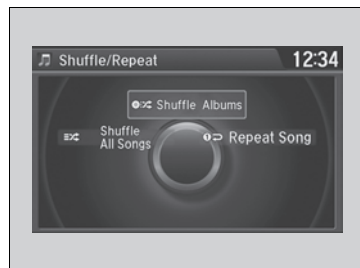 Shuffle/Repeat 12:34
Shuffle Albums
Shuffle
All Songs
Repeat Song